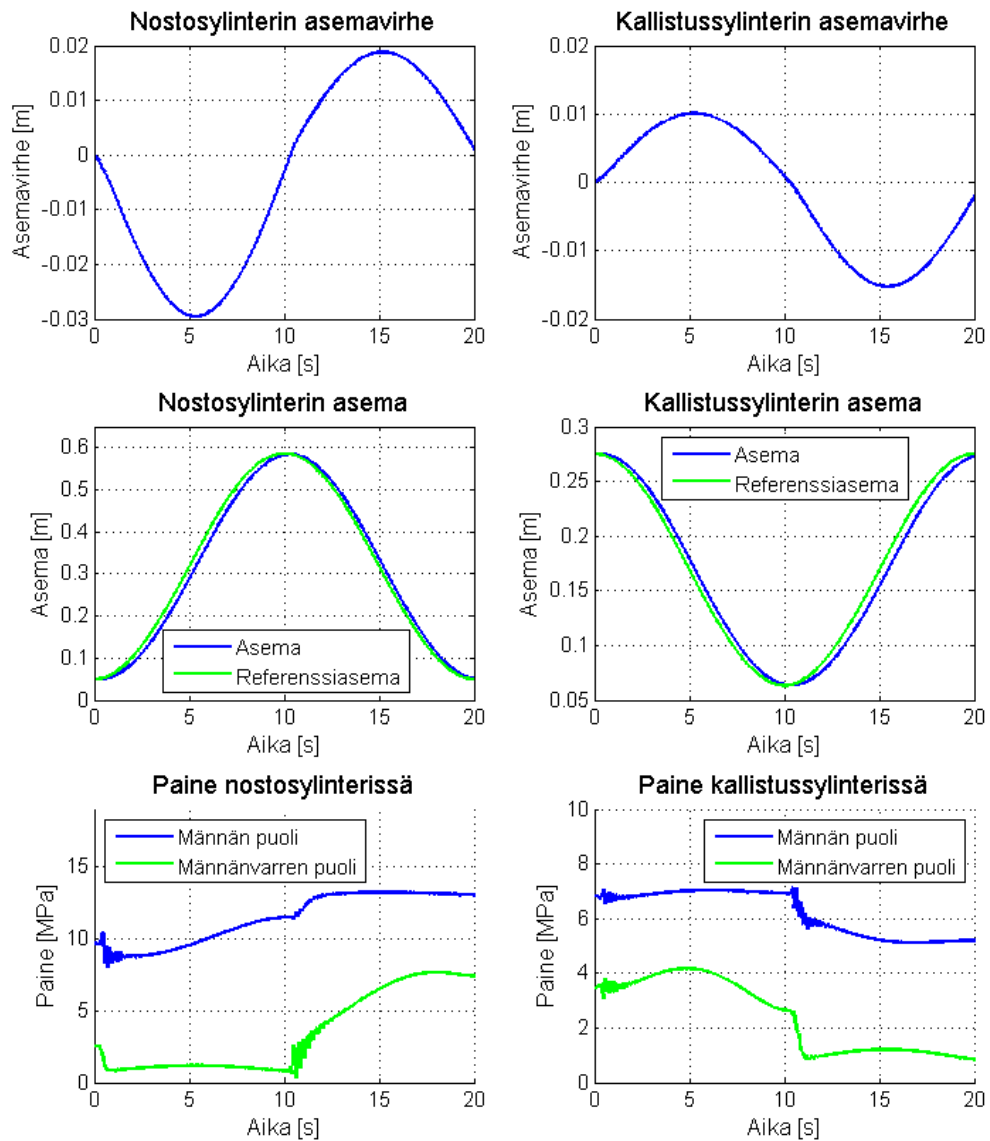 Nostosylinterin asemavirhe
0.02
0.01
0
-0.01
-0.02
-0.03
Asemavirhe [m]
0 5 10 15 20
Aika [s]
Kallistussylinterin asemavirhe
0.02
0.01
0
-0.01
-0.02
Asemavirhe [m]
0 5 10 15 20
Aika [s]
Nostosylinterin asema
0.6
0.5
0.4
0.3
0.2
0.1
0
Asema [m]
Asema
Referenssiasema
0 5 10 15 20
Aika [s]
Kallistussylinterin asema
0.3
0.25
0.2
0.15
0.1
0.05
Asema [m]
Asema
Referenssiasema
0 5 10 15 20
Aika [s]
Paine nostosylinterissä
15
10
5
0
Paine [MPa]
Männän puoli
Männänvarren puoli
0 5 10 15 20
Aika [s]
Paine kallistussylinterissä
10
8
6
4
2
0
Paine [MPa]
Männän puoli
Männänvarren puoli
0 5 10 15 20
Aika [s]